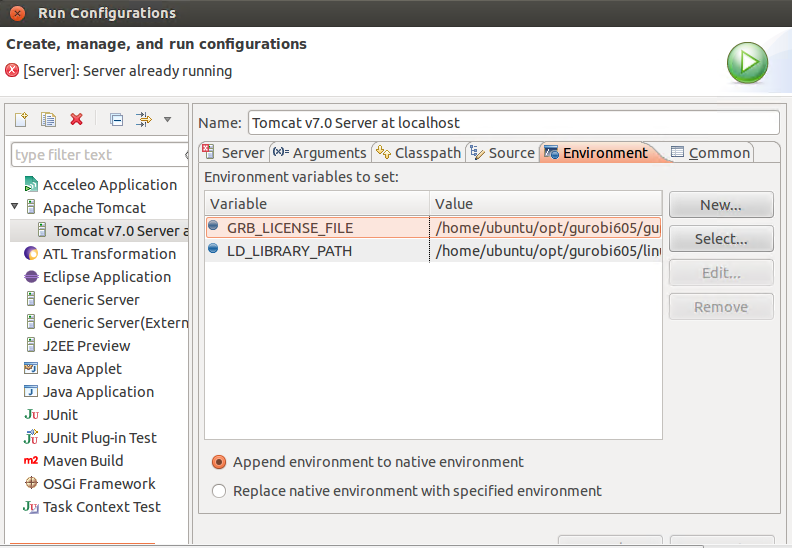 Run Configurations
Create, manage, and run configurations
[Server]: Server already running
type filter text
Acceleo Application
Apache Tomcat
Tomcat v7.0 Server a
ATL Transformation
Eclipse Application
Generic Server
Generic Server(Extern
J2EE Preview
Java Applet
Java Application
JUnit
JUnit Plug-in Test
Maven Build
OSGi Framework
Task Context Test
Name: Tomcat v7.0 Server at localhost
Server Arguments Classpath Source Environment Common
Environment variables to set:
Variable Value
GRB_LICENSE_FILE /home/ubuntu/opt/gurobi605/gu
LD_LIBRARY_PATH /home/ubuntu/opt/gurobi605/lin
New...
Select...
Edit...
Remove
Append environment to native environment
Replace native environment with specified environment